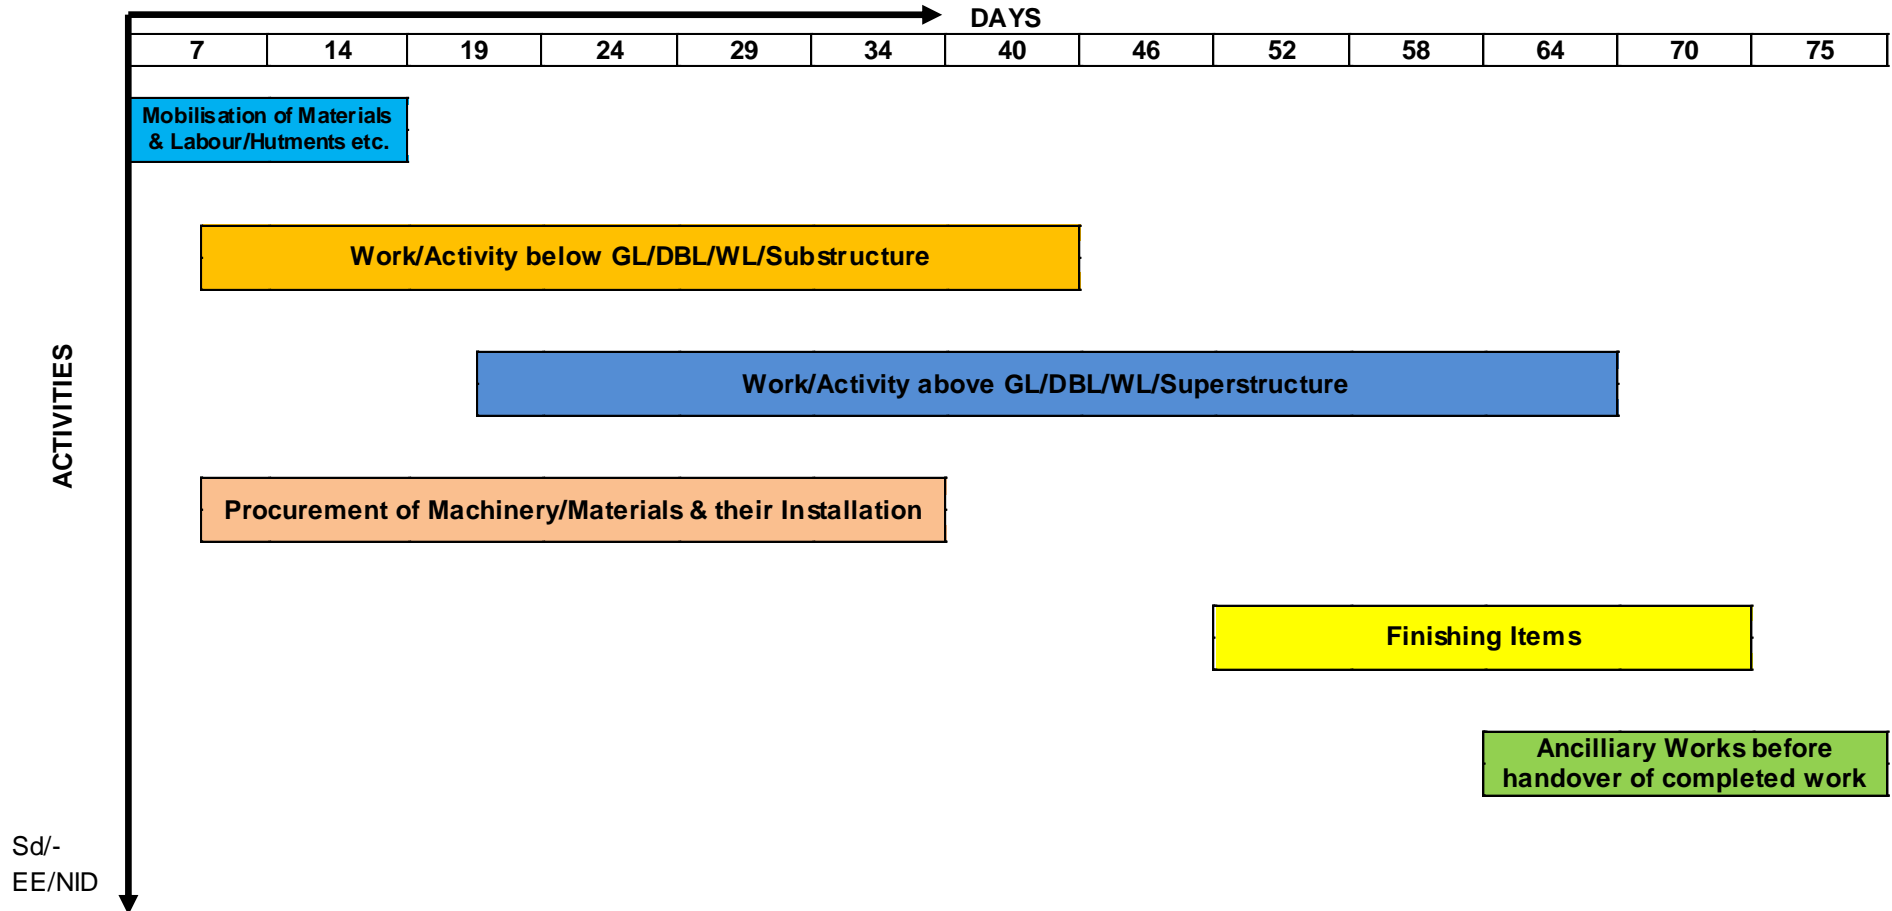 DAYS
7 14 19 24 29 34 40 46 52 58 64 70 75
Mobilisation of Materials
& Labour/Hutments etc.
Work/Activity below GL/DBL/WL/Substructure
Work/Activity above GL/DBL/WL/Superstructure
ACTIVITIES
Procurement of Machinery/Materials & their Installation
Finishing Items
Ancilliary Works before
handover of completed work
Sd/-
EE/NID